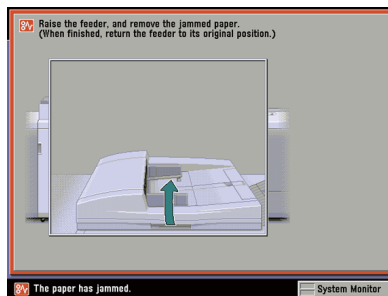 Raise the feeder, and remove the jammed paper.
(When finished, return the feeder to its original position.)
The paper has jammed.
System Monitor